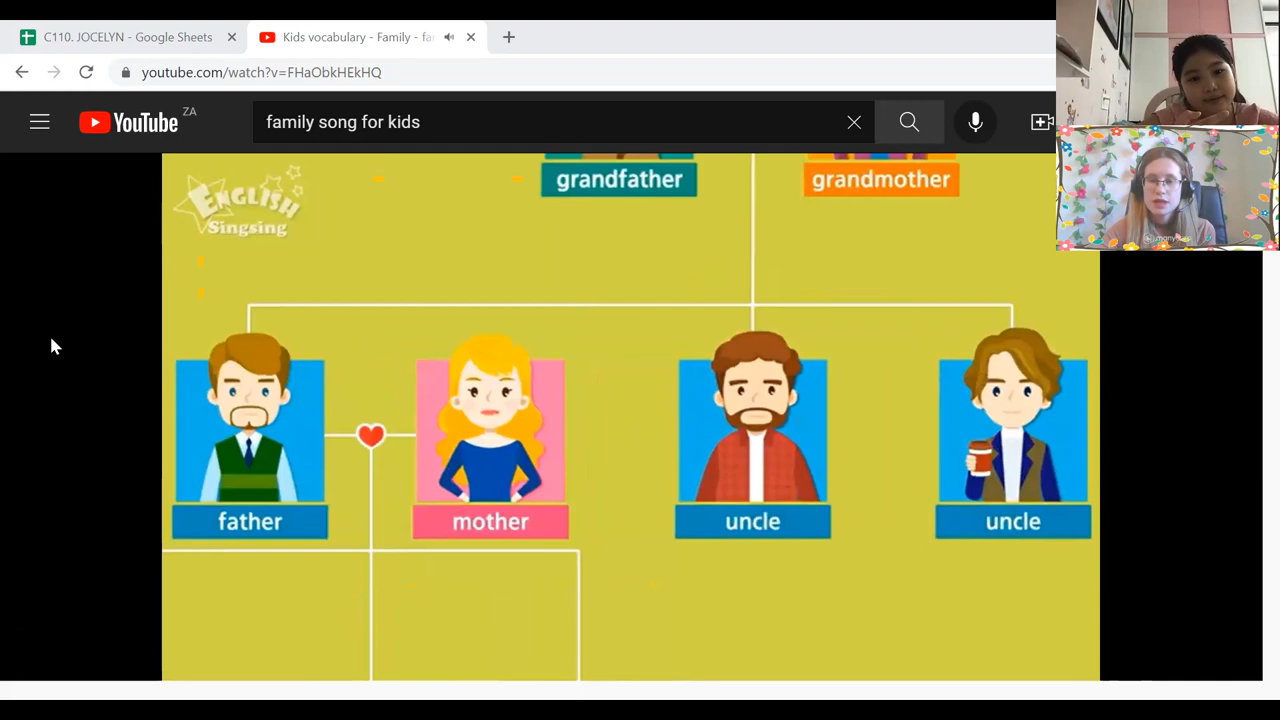 C110. JOCELYN - Google Sheets
Kids vocabulary - Family - fa
youtube.com/watch?v=FHaObkHEkHQ
YouTube ZA
family song for kids
ENGLISH
Singsing
grandfather
grandmother
father
mother
uncle
uncle